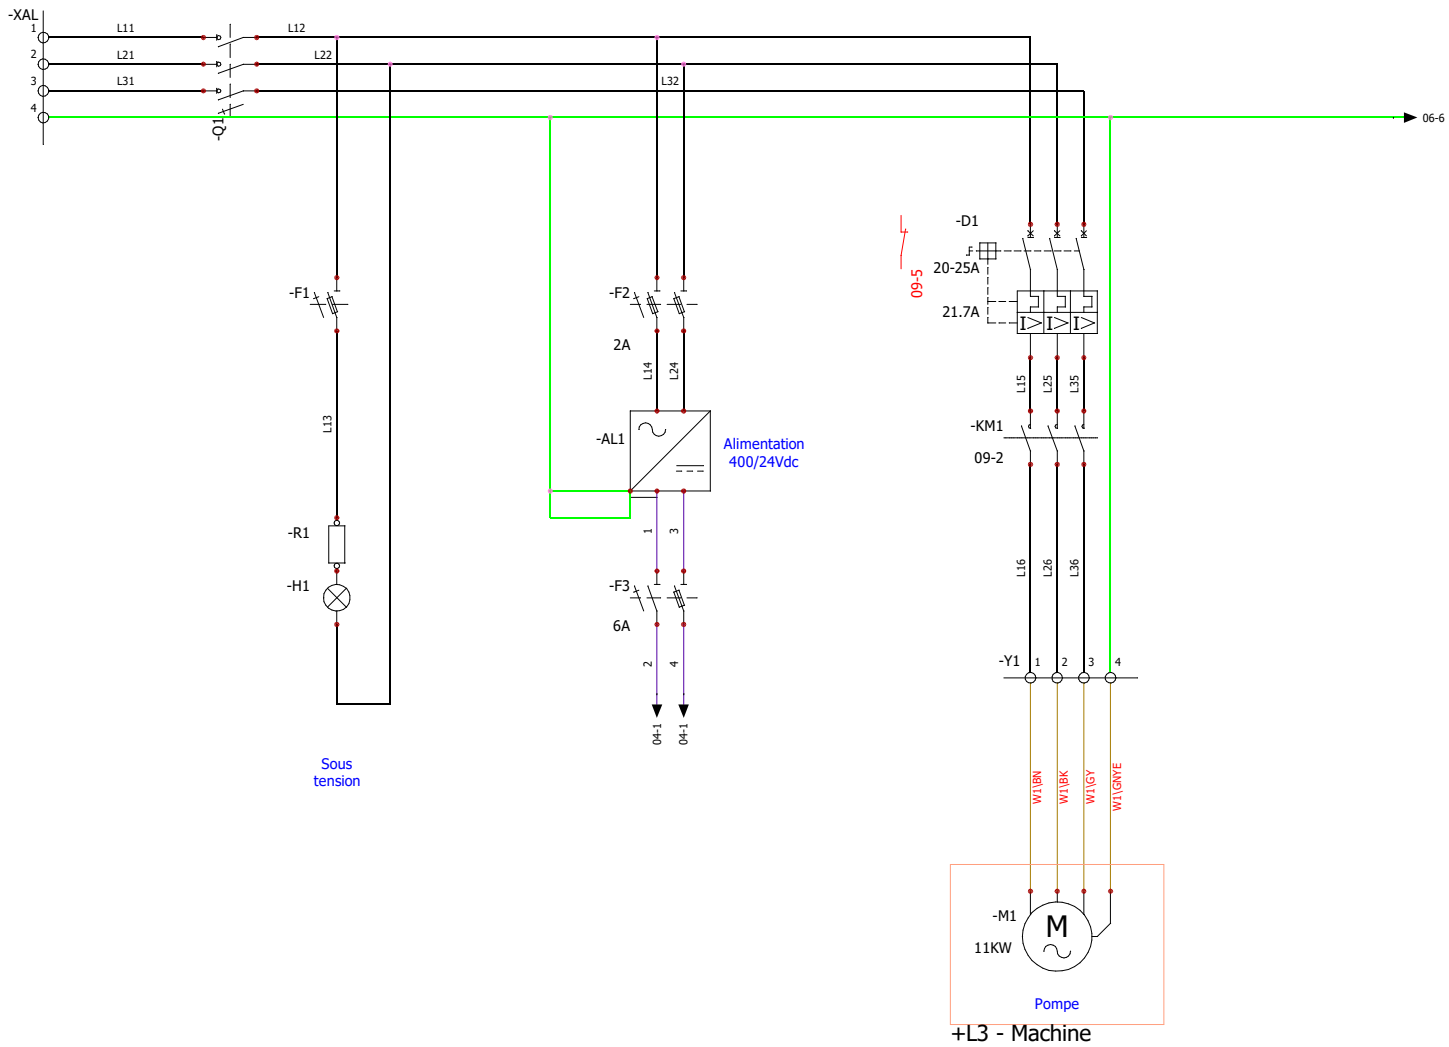 -XAL
1
L11
L12
2
L21
L22
3
L31
L32
4
-Q1
06-6
-D1
20-25A
09-5
21.7A
-F1
-F2
2A
L14
L24
L15
L25
L35
L13
-AL1
Alimentation
400/24Vdc
-KM1
09-2
-R1
1
3
-H1
-F3
6A
L16
L26
L36
2
4
-Y1
1
2
3
4
04-1
04-1
Sous
tension
W1\BN
W1\BK
W1\GY
W1\GNYE
-M1
M
11KW
Pompe
+L3 - Machine